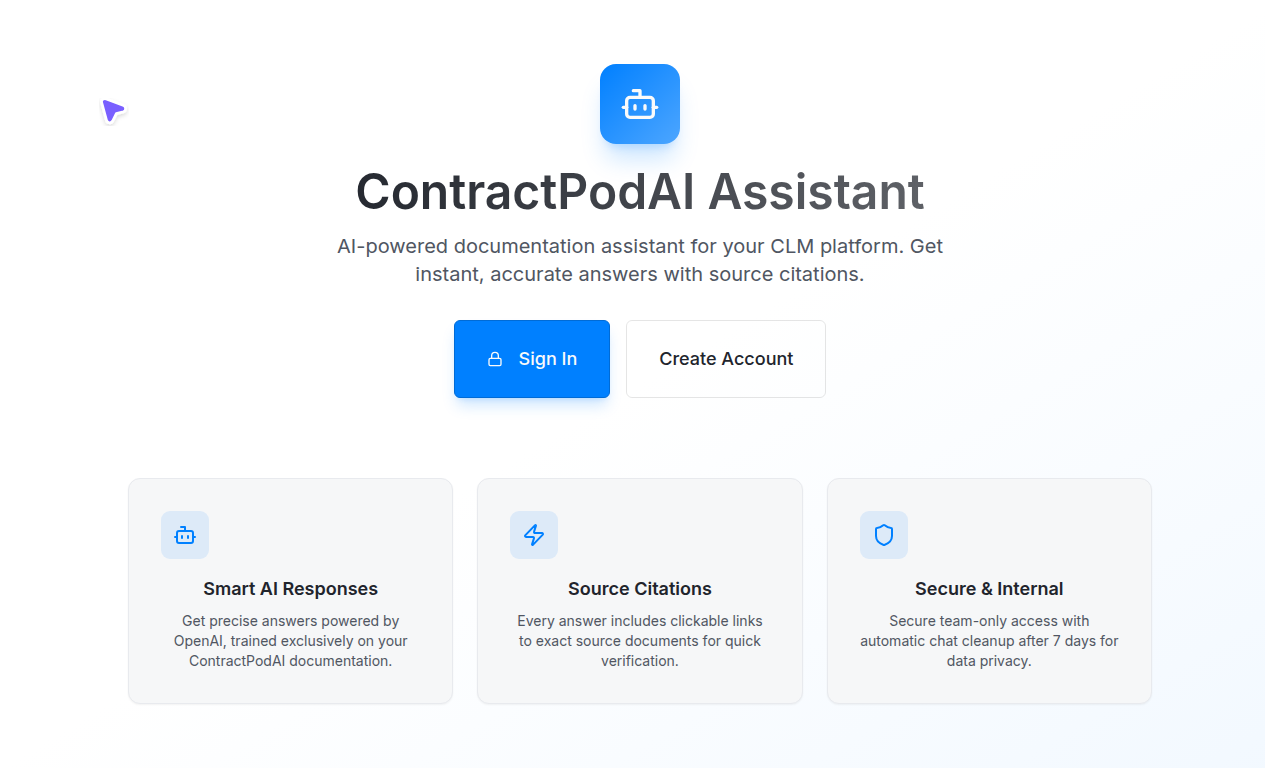 ContractPodAI Assistant
AI-powered documentation assistant for your CLM platform. Get
instant, accurate answers with source citations.
Sign In
Create Account
Smart AI Responses
Get precise answers powered by
OpenAI, trained exclusively on your
ContractPodAI documentation.
Source Citations
Every answer includes clickable links
to exact source documents for quick
verification.
Secure & Internal
Secure team-only access with
automatic chat cleanup after 7 days for
data privacy.